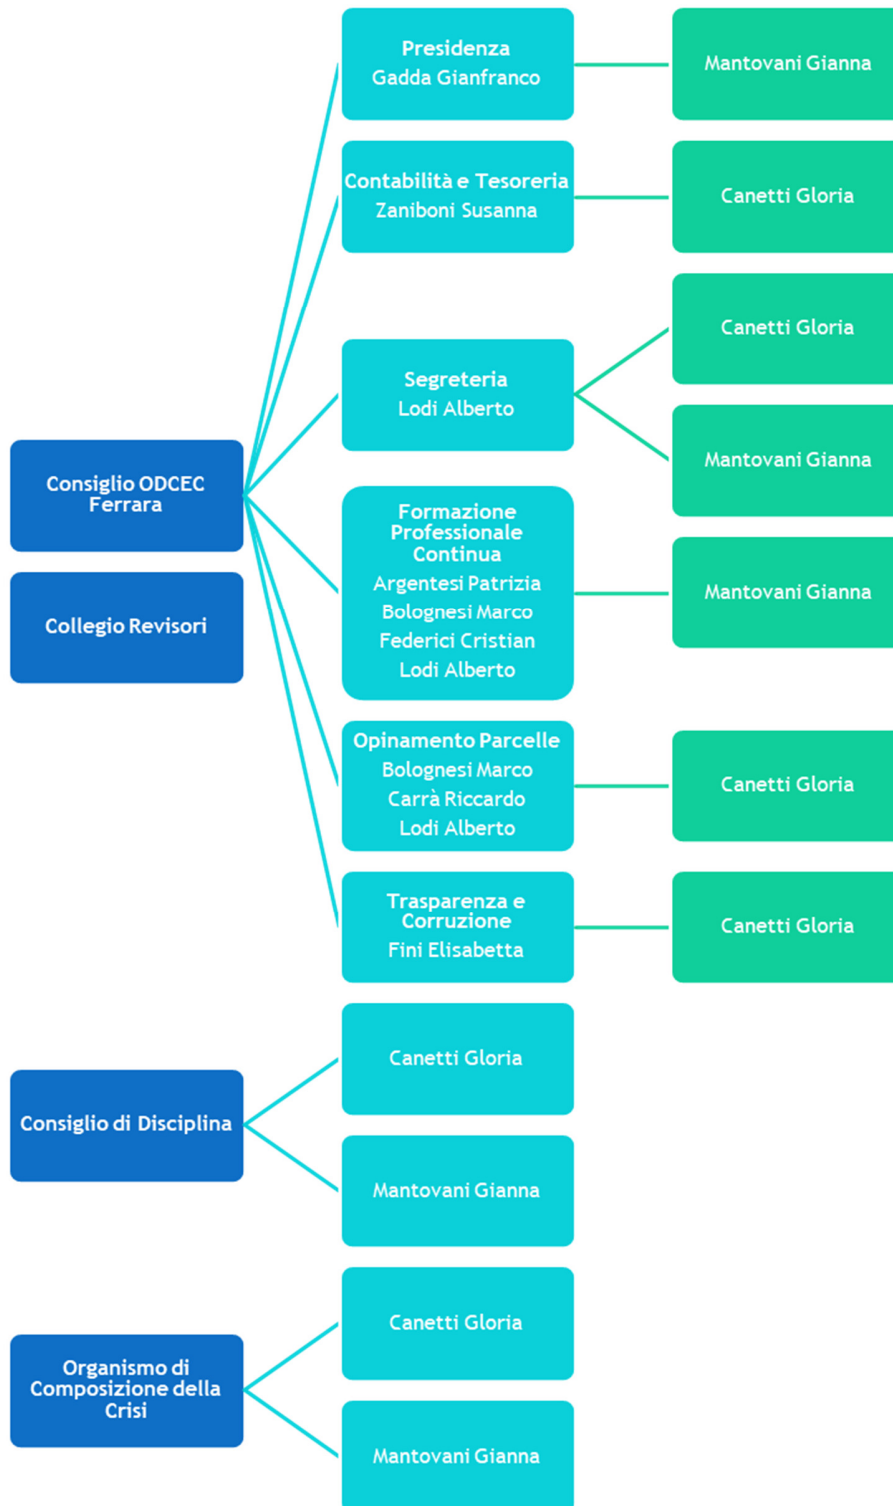 Presidenza
Gadda Gianfranco
Mantovani Gianna
Contabilità e Tesoreria
Zaniboni Susanna
Canetti Gloria
Segreteria
Lodi Alberto
Canetti Gloria
Mantovani Gianna
Consiglio ODCEC
Ferrara
Collegio Revisori
Formazione
Professionale
Continua
Argentesi Patrizia
Bolognesi Marco
Federici Cristian
Lodi Alberto
Mantovani Gianna
Opinamento Parcelle
Bolognesi Marco
Carrà Riccardo
Lodi Alberto
Canetti Gloria
Trasparenza e
Corruzione
Fini Elisabetta
Canetti Gloria
Consiglio di Disciplina
Canetti Gloria
Mantovani Gianna
Organismo di
Composizione della
Crisi
Canetti Gloria
Mantovani Gianna